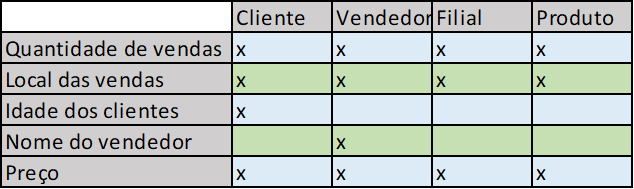 Cliente Vendedor Filial Produto
Quantidade de vendas x x x x
Local das vendas x x x x
Idade dos clientes x
Nome do vendedor x
Preço x x x x